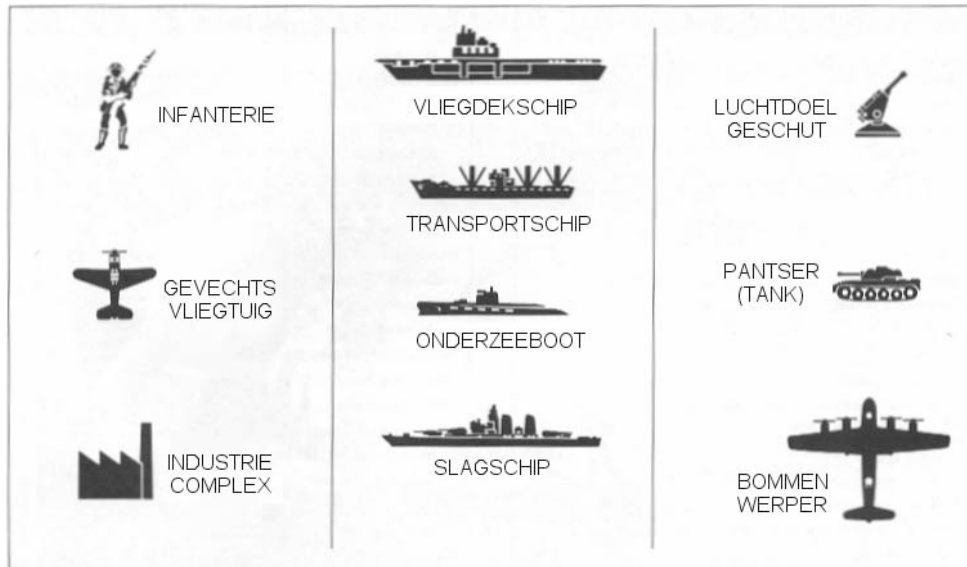 INFANTERIE
GEVECHTS
VLIEGTUIG
INDUSTRIE
COMPLEX
VLIEGDEKSCHIP
TRANSPORTSCHIP
ONDERZEEBOOT
SLAGSCHIP
LUCHTDOEL
GESCHUT
PANTSER
(TANK)
BOMMEN
WERPER